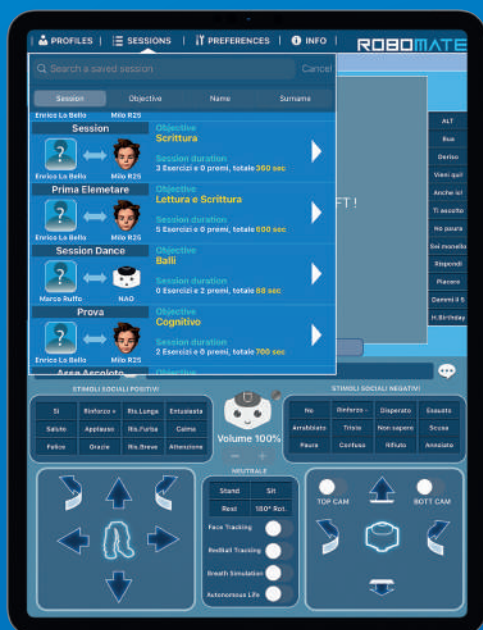 PROFILES | SESSIONS | PREFERENCES | INFO |
ROBOMATE
Search a saved session
Cancel
Session Objective Name Surname
Enrico Lo Bello Milo R25
Session
Objective
Scrittura
Session duration
3 Esercizi e 0 premi, totale 360 sec
Enrico Lo Bello Milo R25
Prima Elemetare
Objective
Lettura e Scrittura
Session duration
5 Esercizi e 0 premi, totale 600 sec
Enrico Lo Bello Milo R25
Session Dance
Objective
Balli
Session duration
0 Esercizi e 2 premi, totale 88 sec
Marco Ruffo NAO
Prova
Objective
Cognitivo
Session duration
2 Esercizi e 0 premi, totale 700 sec
Enrico Lo Bello Milo R25
Objective
FT !
ALT
Bua
Deriso
Vieni qui!
Anche io!
Ti ascolto
No paura
Sei monello
Rispondi
Piacere
Dammi il 5
H.Birthday
STIMOLI SOCIALI POSITIVI
Si Rinforzo + Ris.Lunga Entusiasta
Saluto Applauso Ris.Furba Calma
Felice Grazie Ris.Breve Attenzione
Volume 100%
- +
STIMOLI SOCIALI NEGATIVI
No Rinforzo - Disperato Esausto
Arrabbiato Triste Non sapere Scusa
Paura Confuso Rifiuto Annoiato
NEUTRALE
Stand Sit
Rest 180° Rot.
Face Tracking
RedBall Tracking
Breath Simulation
Autonomous Life
TOP CAM
BOTT CAM